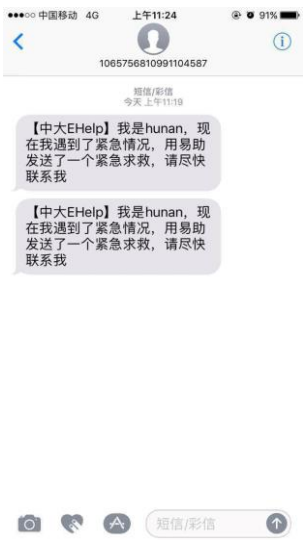 中国移动 4G 上午11:24 91%
1065756810991104587
短信/彩信
今天 上午11:19
【中大EHelp】我是hunan，现
在我遇到了紧急情况，用易助
发送了一个紧急求救，请尽快
联系我
【中大EHelp】我是hunan，现
在我遇到了紧急情况，用易助
发送了一个紧急求救，请尽快
联系我
短信/彩信